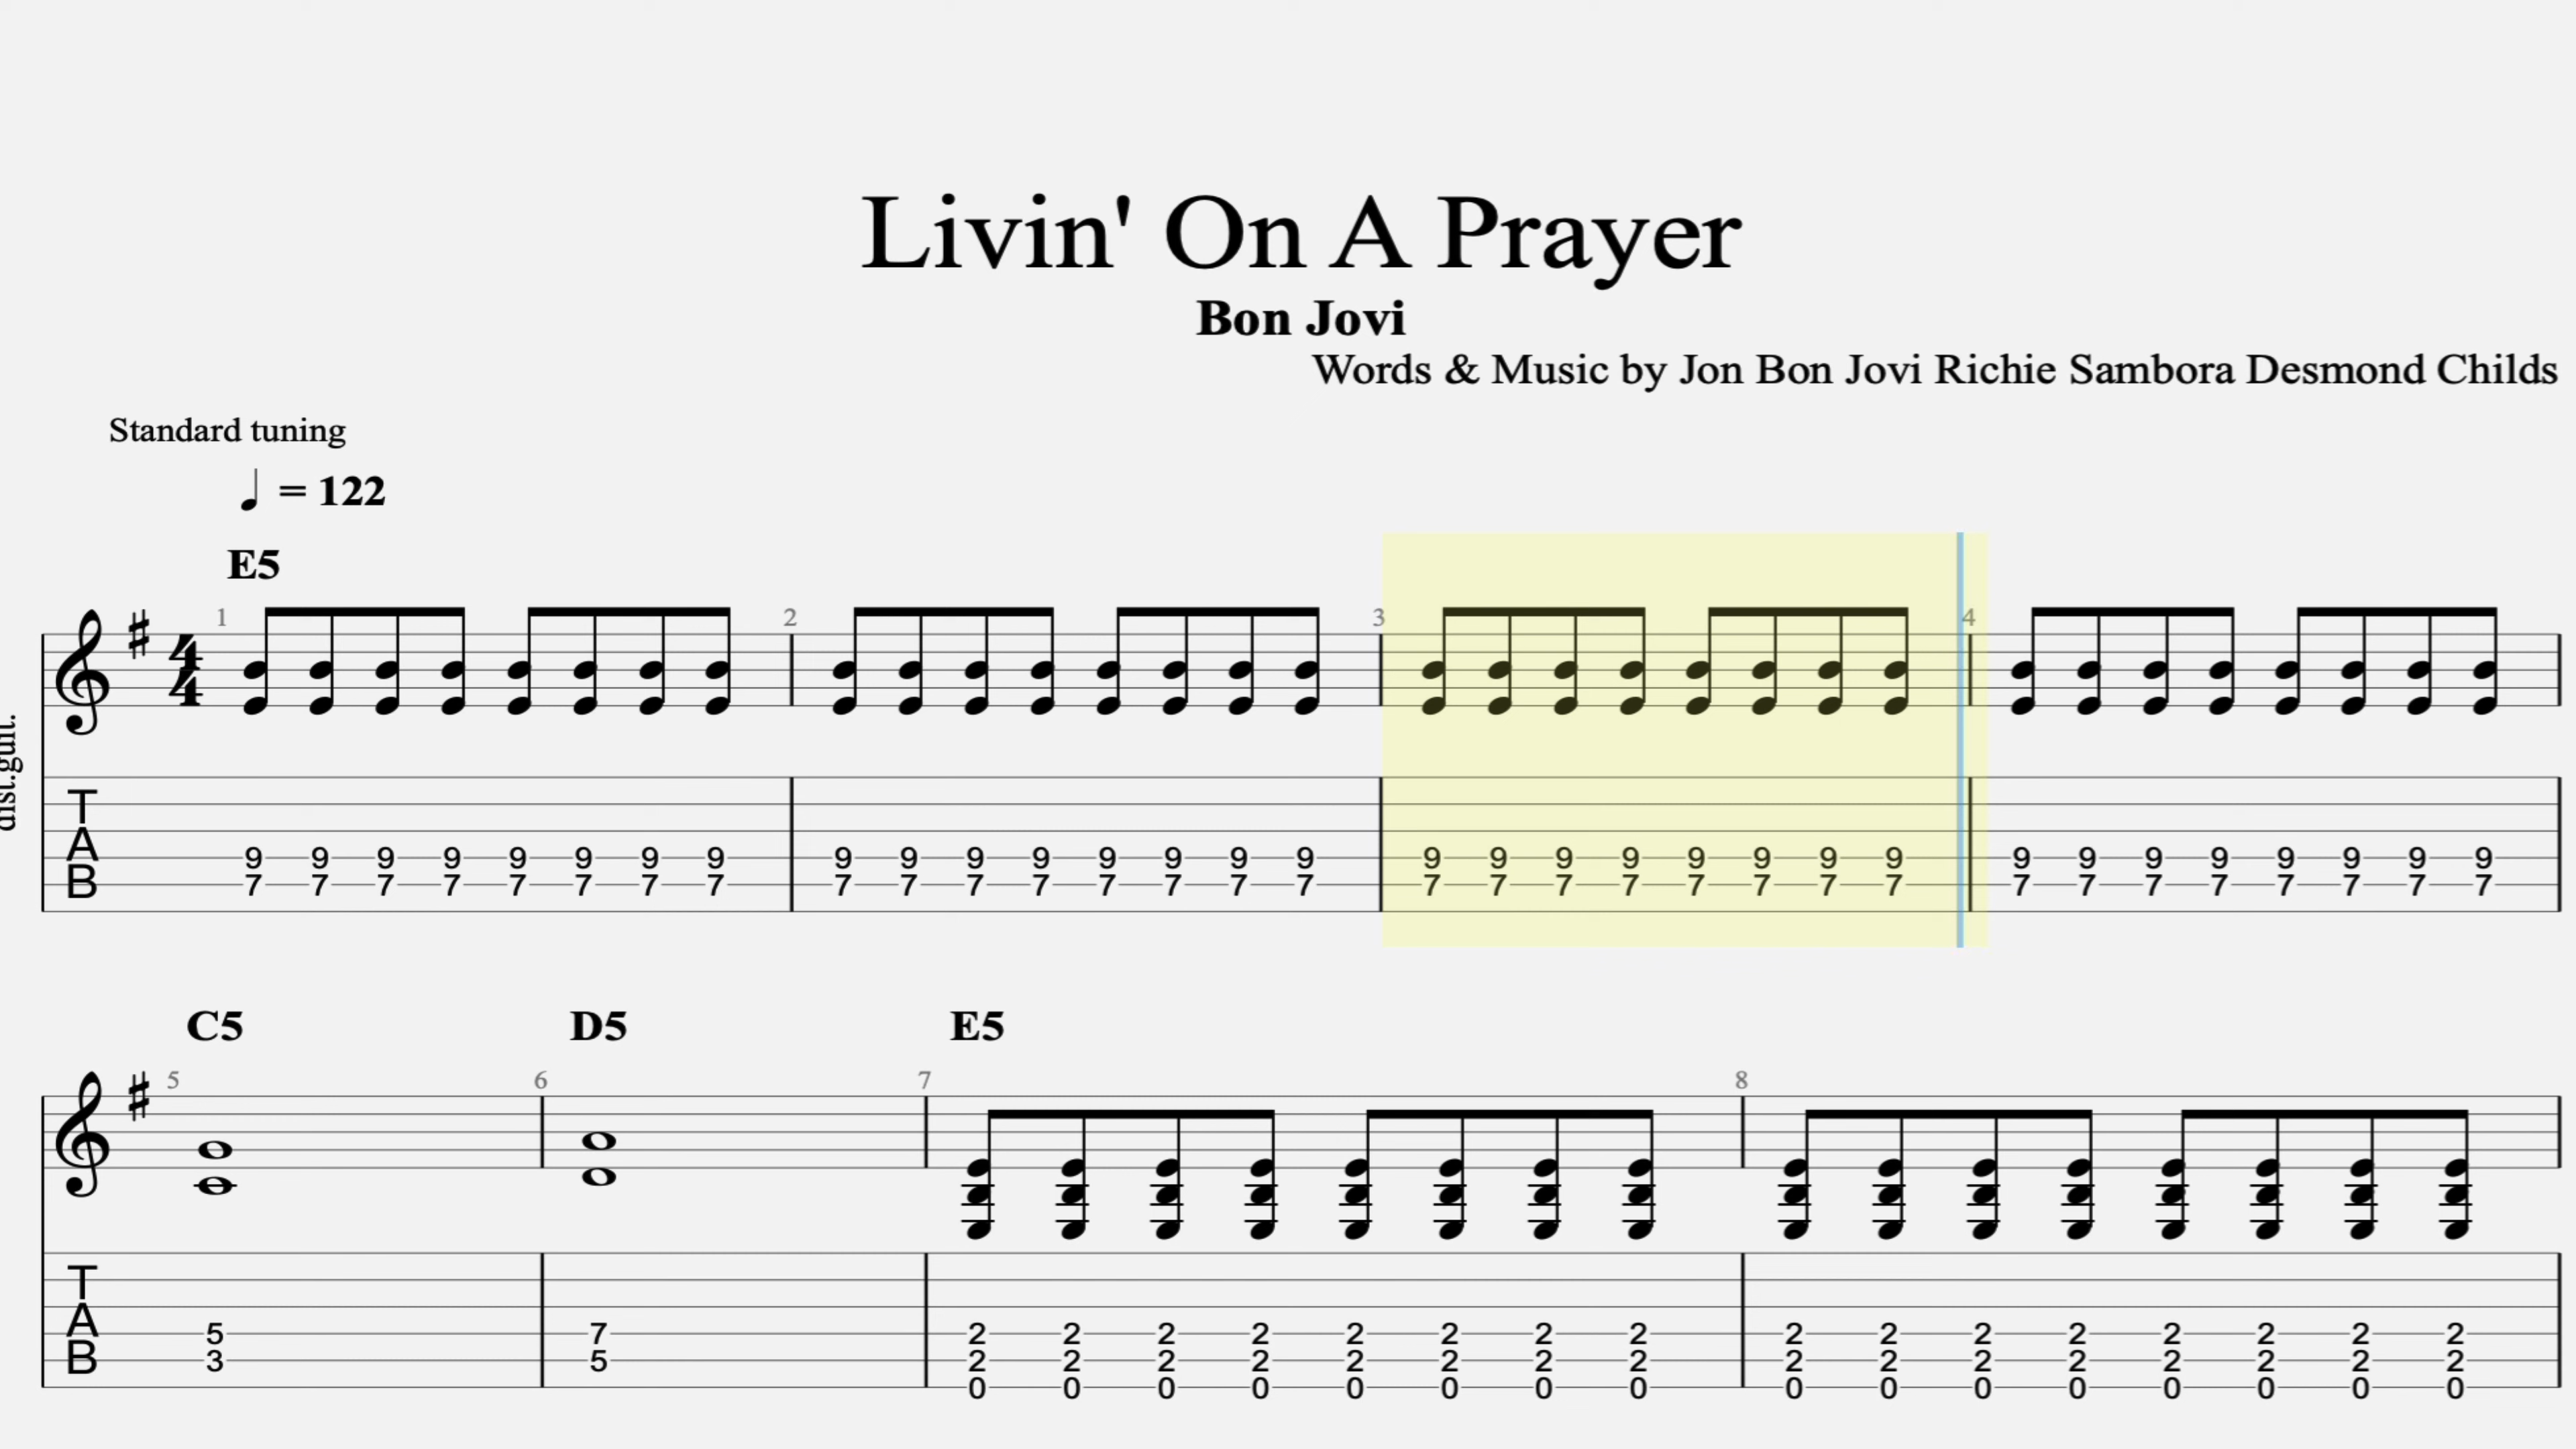 Livin' On A Prayer
Bon Jovi
Words & Music by Jon Bon Jovi Richie Sambora Desmond Childs
Standard tuning
= 122
E5
1 2 3 4
4
4
dist.guit.
T
A
B
9 9 9 9 9 9 9 9 9 9 9 9 9 9 9 9 9 9 9 9 9 9 9 9 9 9 9 9 9 9 9 9
7 7 7 7 7 7 7 7 7 7 7 7 7 7 7 7 7 7 7 7 7 7 7 7 7 7 7 7 7 7 7 7
C5 D5 E5
5 6 7 8
T
A
B
5 7 2 2 2 2 2 2 2 2 2 2 2 2 2 2 2 2
3 5 2 2 2 2 2 2 2 2 2 2 2 2 2 2 2 2
0 0 0 0 0 0 0 0 0 0 0 0 0 0 0 0